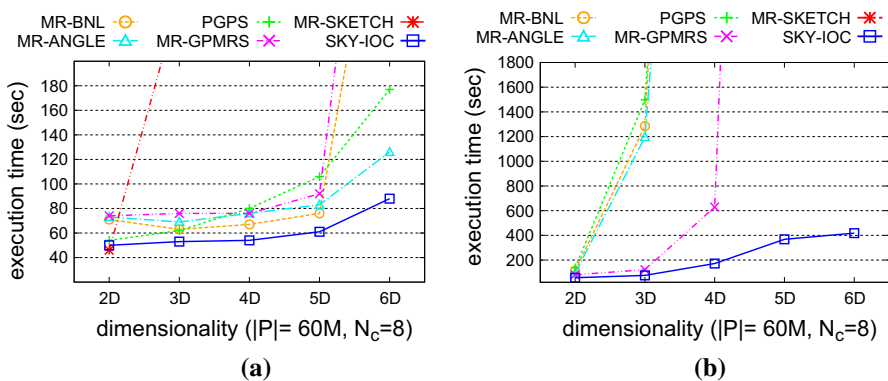 MR-BNL PGPS MR-SKETCH
MR-ANGLE MR-GPMRS SKY-IOC
execution time (sec)
180
160
140
120
100
80
60
40
2D 3D 4D 5D 6D
dimensionality (|P|= 60M, N_c=8)
(a)
MR-BNL PGPS MR-SKETCH
MR-ANGLE MR-GPMRS SKY-IOC
execution time (sec)
1800
1600
1400
1200
1000
800
600
400
200
2D 3D 4D 5D 6D
dimensionality (|P|= 60M, N_c=8)
(b)